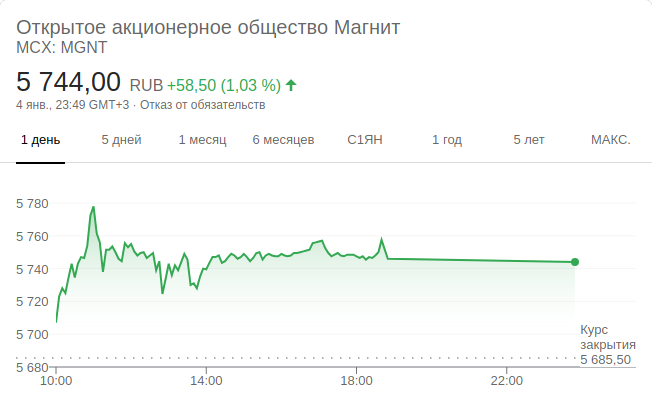 Открытое акционерное общество Магнит
MCX: MGNT
5 744,00 RUB +58,50 (1,03 %)
4 янв., 23:49 GMT+3 · Отказ от обязательств
1 день 5 дней 1 месяц 6 месяцев С1ЯН 1 год 5 лет МАКС.
5 780
5 760
5 740
5 720
5 700
5 680
Курс
закрытия
5 685,50
10:00 14:00 18:00 22:00